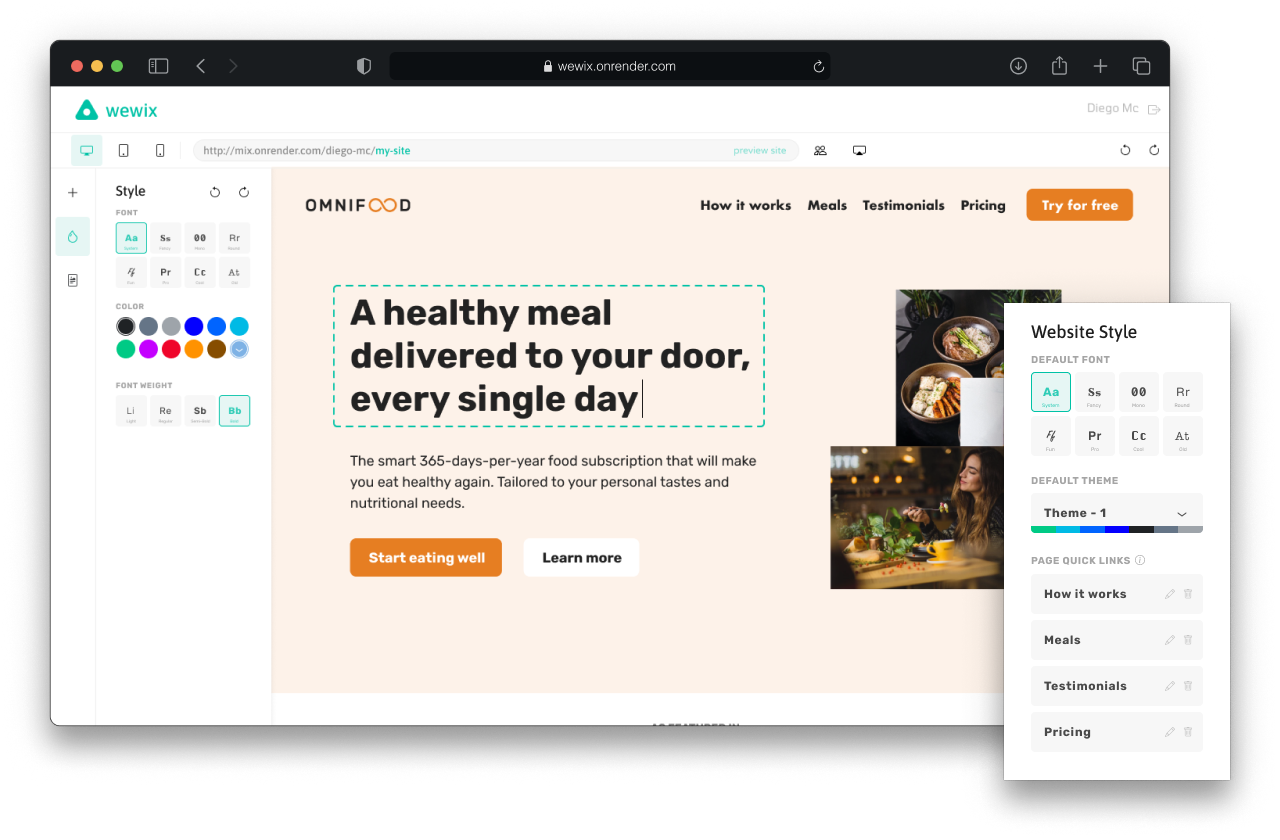 wewix.onrender.com
wewix
Diego Mc
http://mix.onrender.com/diego-mc/my-site
preview site
Style
FONT
Aa Ss 00 Rr
System Fancy Mono Round
Pr Cc At
Fun Pro Cool Old
COLOR
FONT WEIGHT
Li Re Sb Bb
Light Regular Semi Bold Bold
OMNIFOOD
How it works Meals Testimonials Pricing Try for free
A healthy meal
delivered to your door,
every single day
The smart 365-days-per-year food subscription that will make
you eat healthy again. Tailored to your personal tastes and
nutritional needs.
Start eating well Learn more
AS FEATURED IN
Website Style
DEFAULT FONT
Aa Ss 00 Rr
System Fancy Mono Round
Pr Cc At
Fun Pro Cool Old
DEFAULT THEME
Theme - 1
PAGE QUICK LINKS
How it works
Meals
Testimonials
Pricing